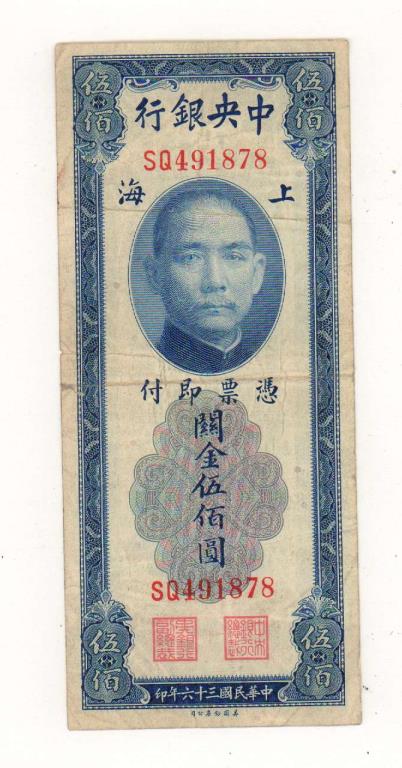 伍佰 伍佰
中央銀行
SQ491878
上海
憑票即付
關金伍佰圓
SQ491878
伍佰 伍佰
中華民國三十六年印